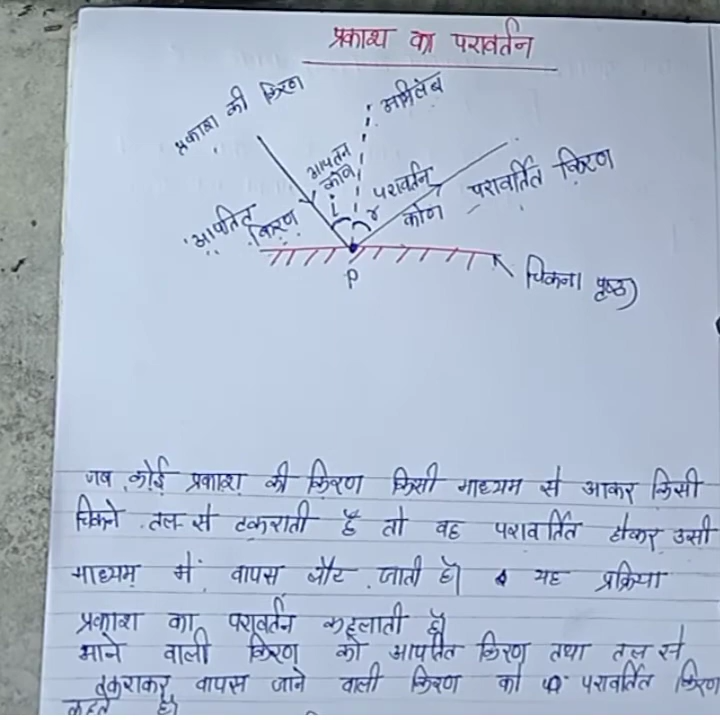 प्रकाश का परावर्तन
प्रकाश की किरण
अभिलंब
आपतन
कोण
परावर्तन
कोण
परावर्तित किरण
आपतित
किरण
i
r
P
चिकना पृष्ठ)
जब कोई प्रकाश की किरण किसी माध्यम से आकर किसी
चिकने तल से टकराती है तो वह परावर्तित होकर उसी
माध्यम में वापस लौट जाती है। यह प्रक्रिया
प्रकाश का परावर्तन कहलाती है।
आने वाली किरण को आपतित किरण तथा तल से
टकराकर वापस जाने वाली किरण को परावर्तित किरण
कहते है।